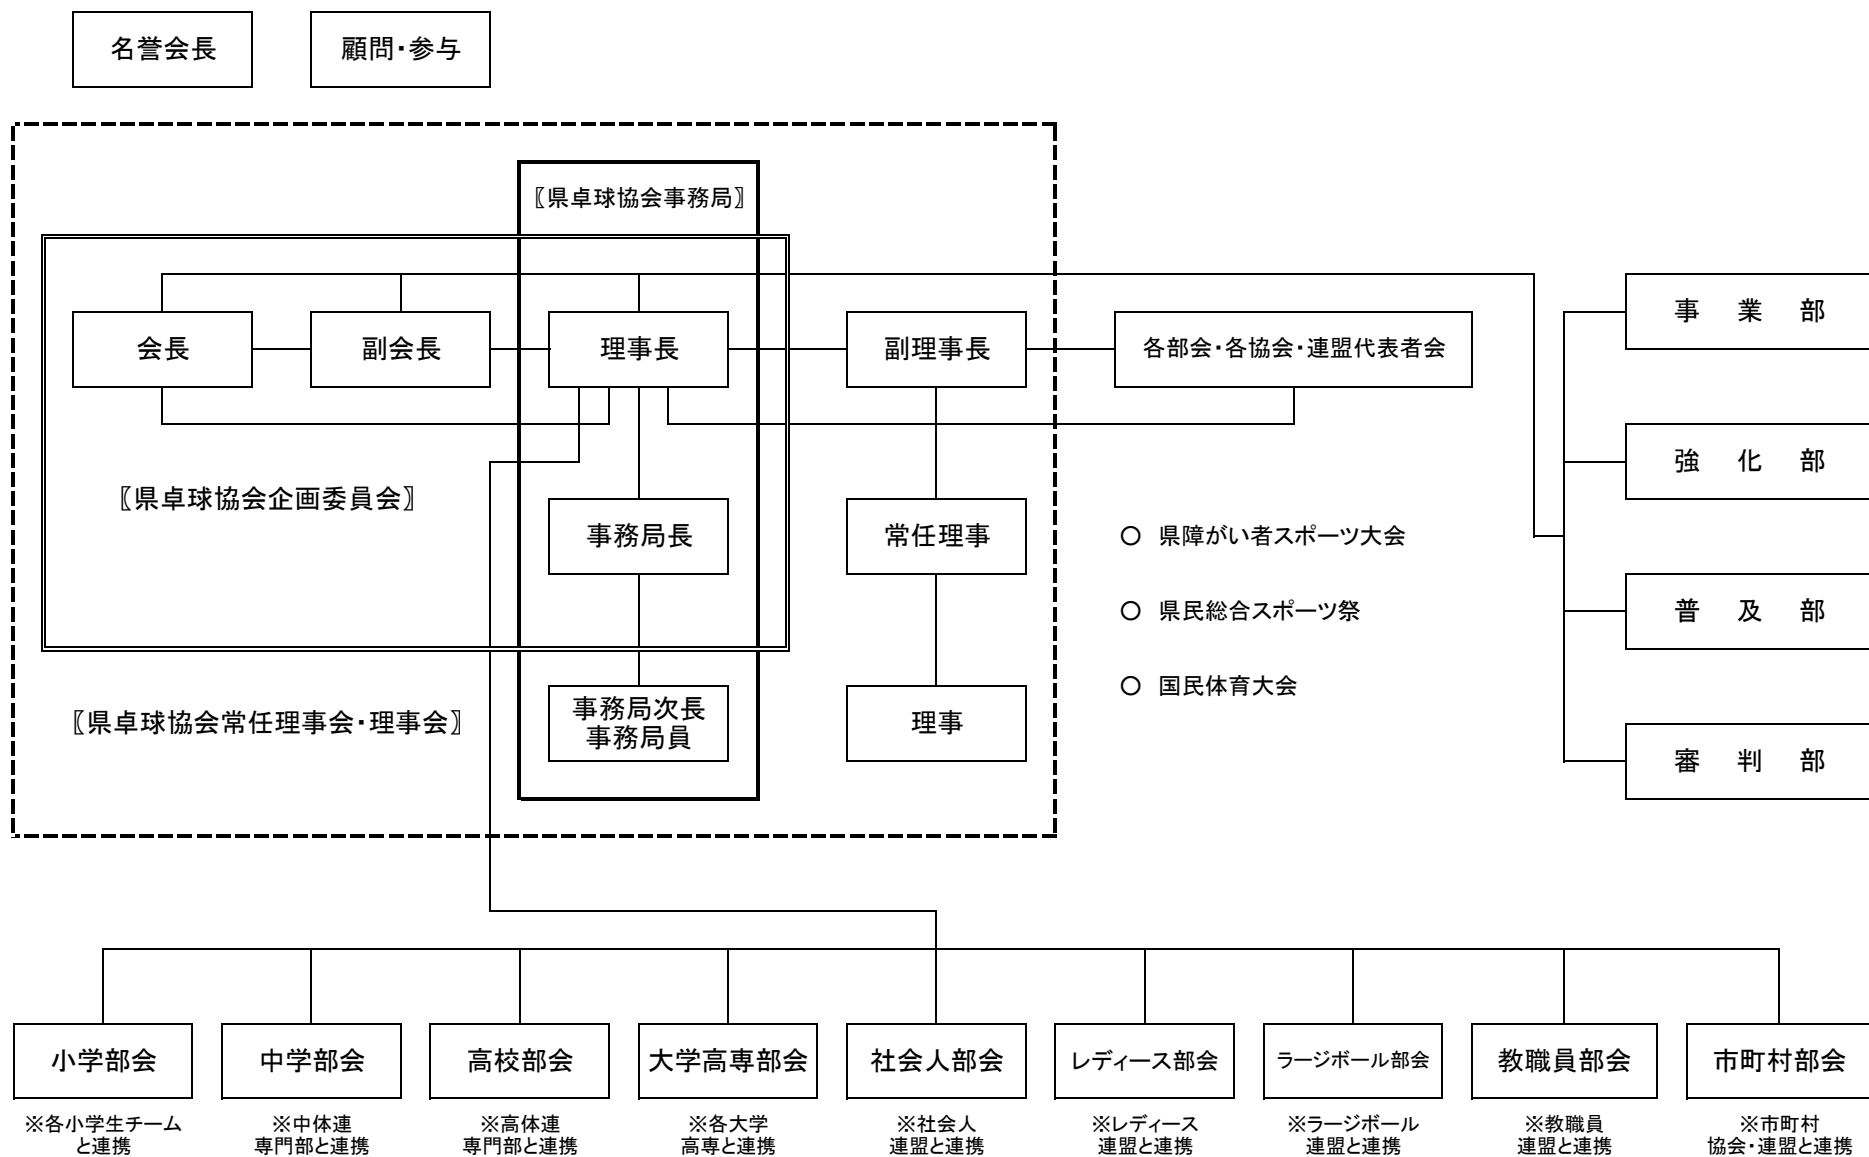 名誉会長
顧問・参与
〖県卓球協会事務局〗
会長
副会長
理事長
副理事長
各部会・各協会・連盟代表者会
事　業　部
強　化　部
〖県卓球協会企画委員会〗
事務局長
常任理事
○　県障がい者スポーツ大会
○　県民総合スポーツ祭
普　及　部
○　国民体育大会
〖県卓球協会常任理事会・理事会〗
事務局次長
事務局員
理事
審　判　部
小学部会
中学部会
高校部会
大学高専部会
社会人部会
レディース部会
ラージボール部会
教職員部会
市町村部会
※各小学生チーム
と連携
※中体連
専門部と連携
※高体連
専門部と連携
※各大学
高専と連携
※社会人
連盟と連携
※レディース
連盟と連携
※ラージボール
連盟と連携
※教職員
連盟と連携
※市町村
協会・連盟と連携